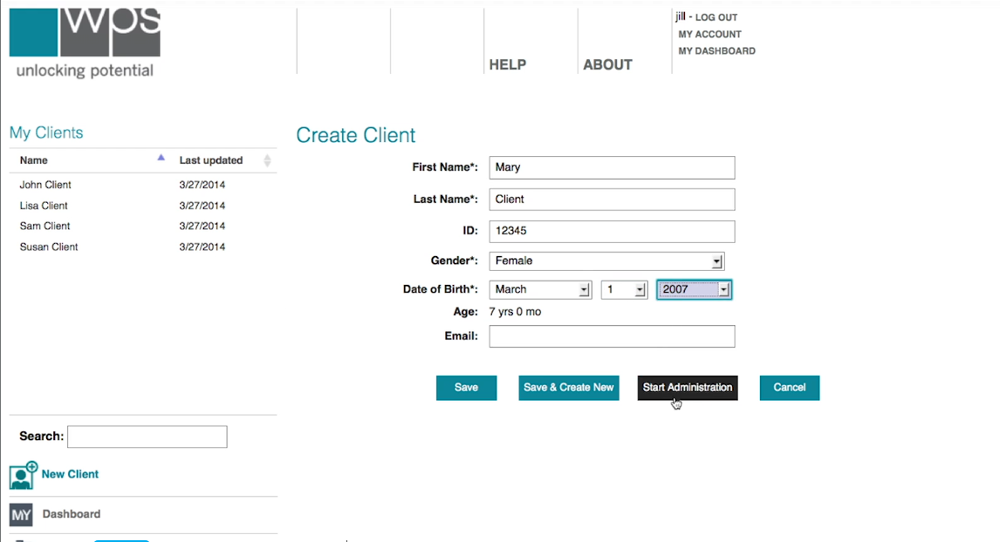 wps
unlocking potential
HELP
ABOUT
jill - LOG OUT
MY ACCOUNT
MY DASHBOARD
My Clients
Name Last updated
John Client 3/27/2014
Lisa Client 3/27/2014
Sam Client 3/27/2014
Susan Client 3/27/2014
Search:
New Client
MY Dashboard
Create Client
First Name*: Mary
Last Name*: Client
ID: 12345
Gender*: Female
Date of Birth*: March 1 2007
Age: 7 yrs 0 mo
Email:
Save Save & Create New Start Administration Cancel